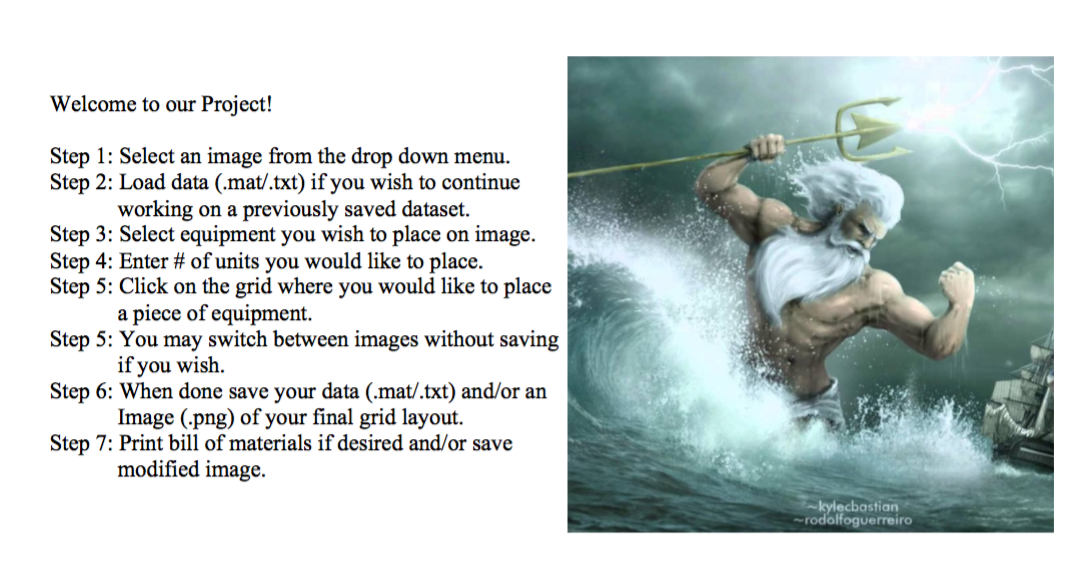 Welcome to our Project!
Step 1: Select an image from the drop down menu.
Step 2: Load data (.mat/.txt) if you wish to continue
working on a previously saved dataset.
Step 3: Select equipment you wish to place on image.
Step 4: Enter # of units you would like to place.
Step 5: Click on the grid where you would like to place
a piece of equipment.
Step 5: You may switch between images without saving
if you wish.
Step 6: When done save your data (.mat/.txt) and/or an
Image (.png) of your final grid layout.
Step 7: Print bill of materials if desired and/or save
modified image.
~kylecbastian
~rodolfoguerreiro